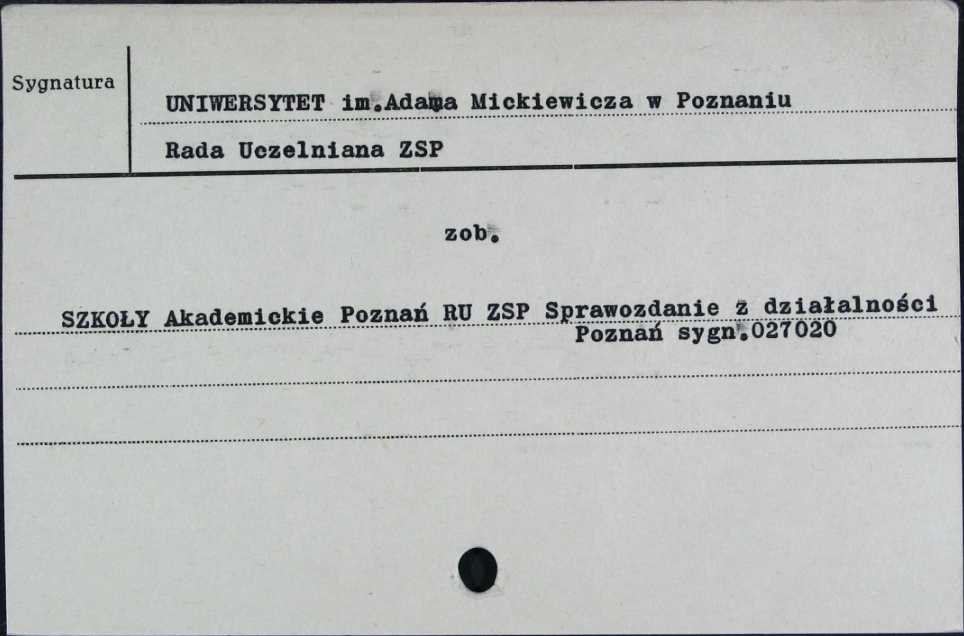 Sygnatura
UNIWERSYTET im.Adama Mickiewicza w Poznaniu
Rada Uczelniana ZSP
zob.
SZKOŁY Akademickie Poznań RU ZSP Sprawozdanie z działalności
Poznań sygn.027020